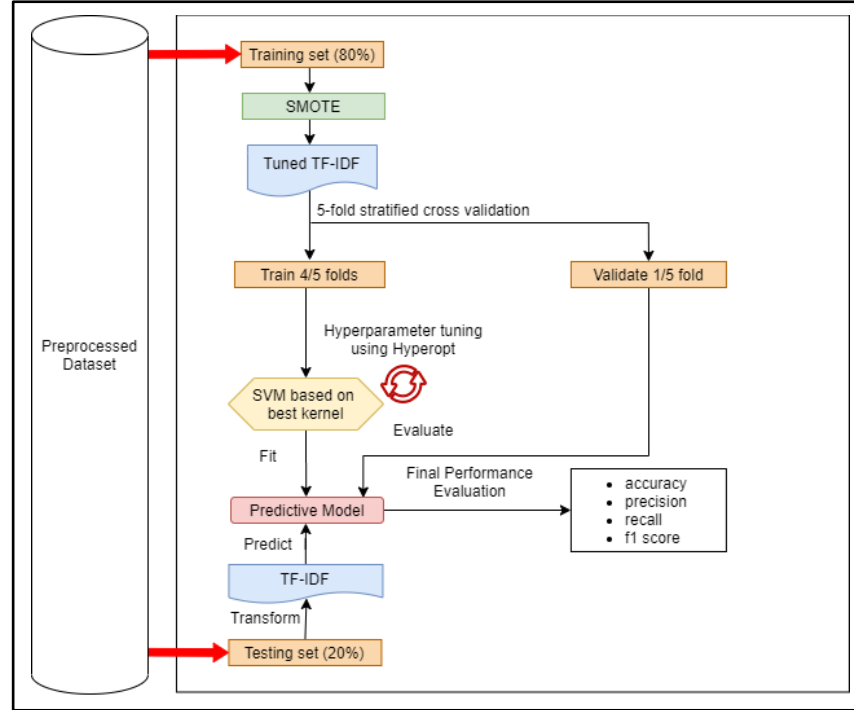 Preprocessed
Dataset
Training set (80%)
SMOTE
Tuned TF-IDF
5-fold stratified cross validation
Train 4/5 folds
Validate 1/5 fold
Hyperparameter tuning
using Hyperopt
SVM based on
best kernel
Evaluate
Fit
Final Performance
Evaluation
Predictive Model
• accuracy
• precision
• recall
• f1 score
Predict
TF-IDF
Transform
Testing set (20%)